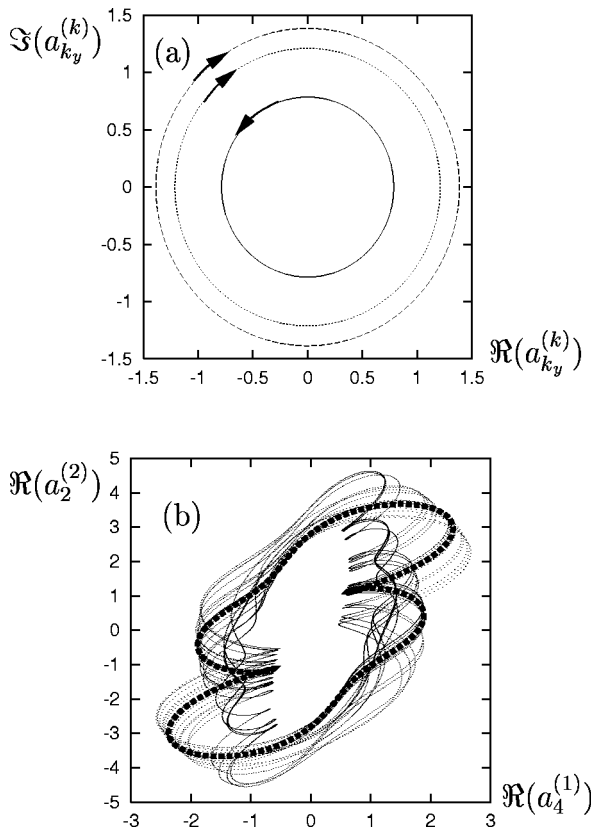 ℑ(a_{k_y}^{(k)})
(a)
1.5
1
0.5
0
-0.5
-1
-1.5
-1.5 -1 -0.5 0 0.5 1 1.5
ℜ(a_{k_y}^{(k)})
ℜ(a_2^{(2)})
(b)
5
4
3
2
1
0
-1
-2
-3
-4
-5
-3 -2 -1 0 1 2 3
ℜ(a_4^{(1)})